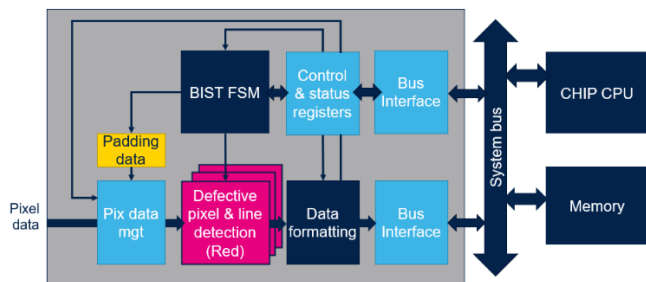 BIST FSM
Control
& status
registers
Bus
Interface
System bus
CHIP CPU
Padding
data
Pixel
data
Pix data
mgt
Defective
pixel & line
detection
(Red)
Data
formatting
Bus
Interface
Memory